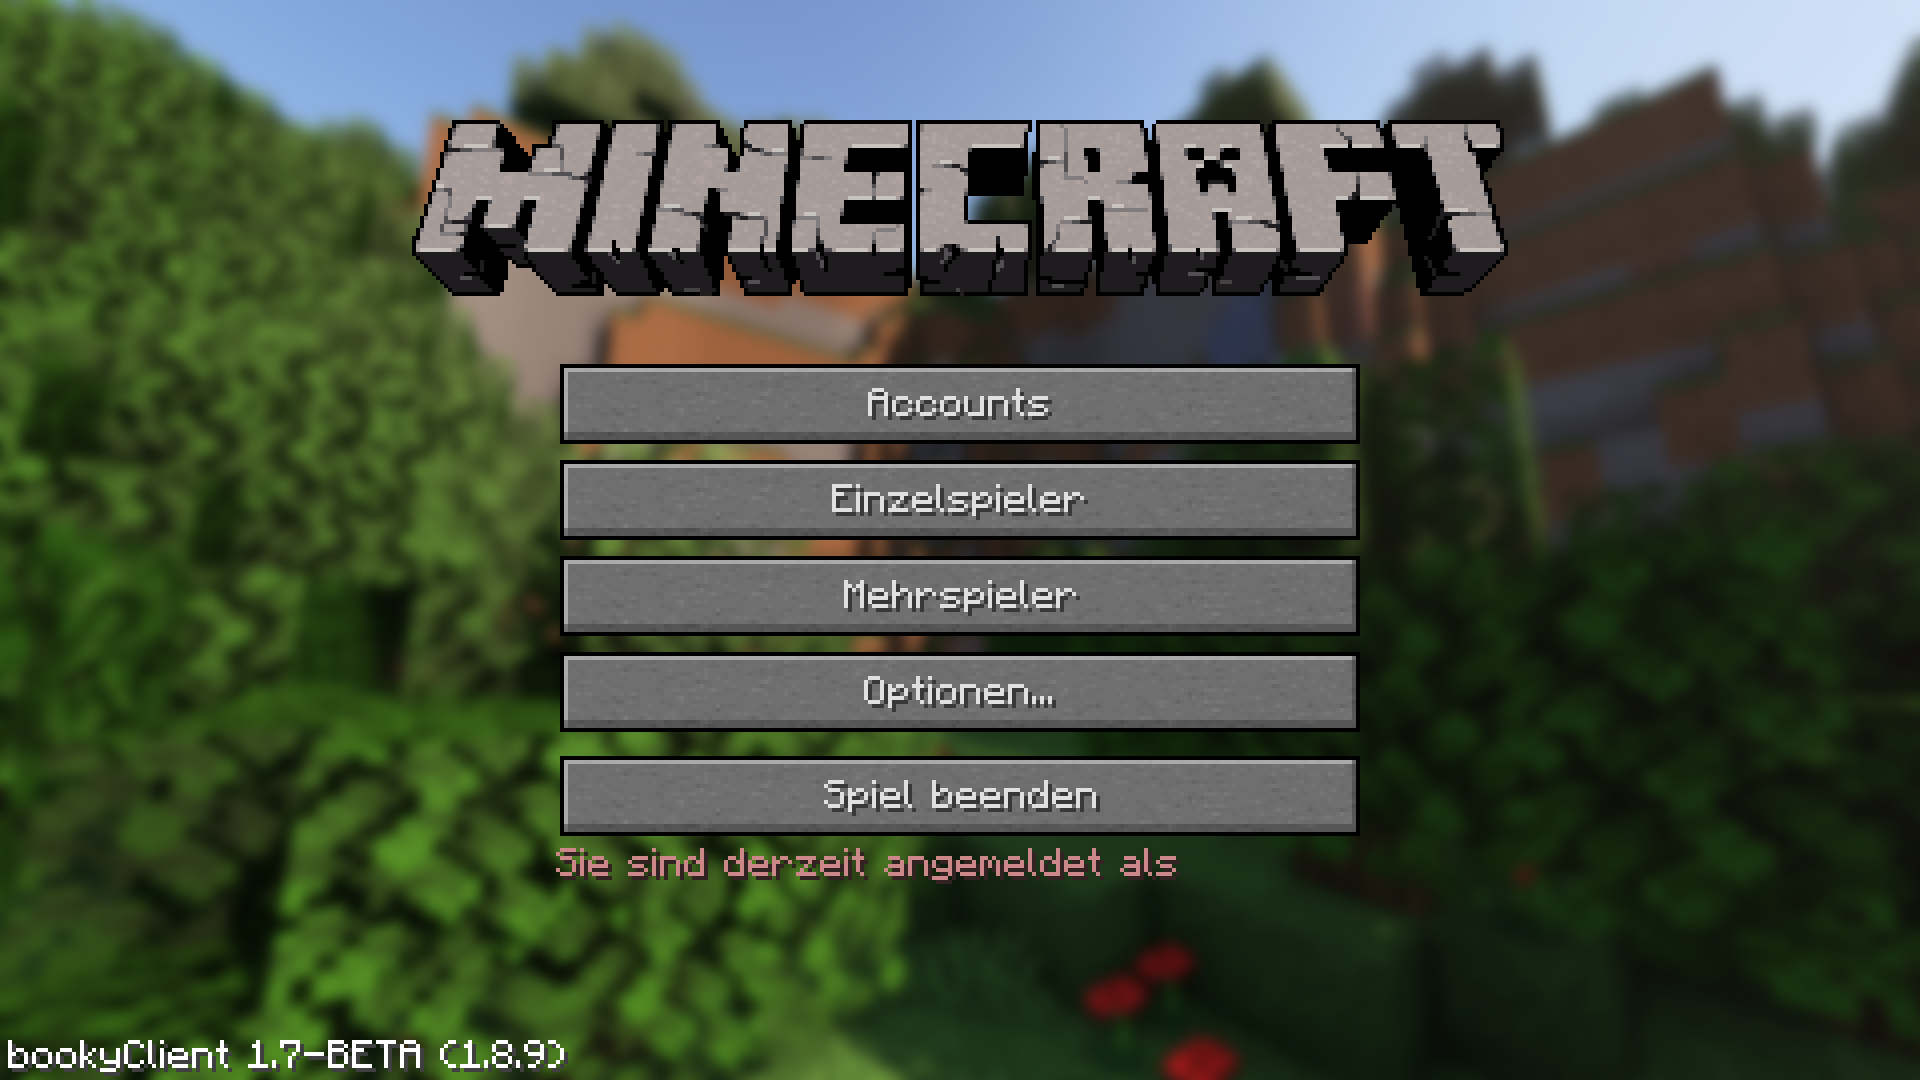 MINECRAFT
Accounts
Einzelspieler
Mehrspieler
Optionen...
Spiel beenden
Sie sind derzeit angemeldet als
bookyClient 1.7-BETA (1.8.9)